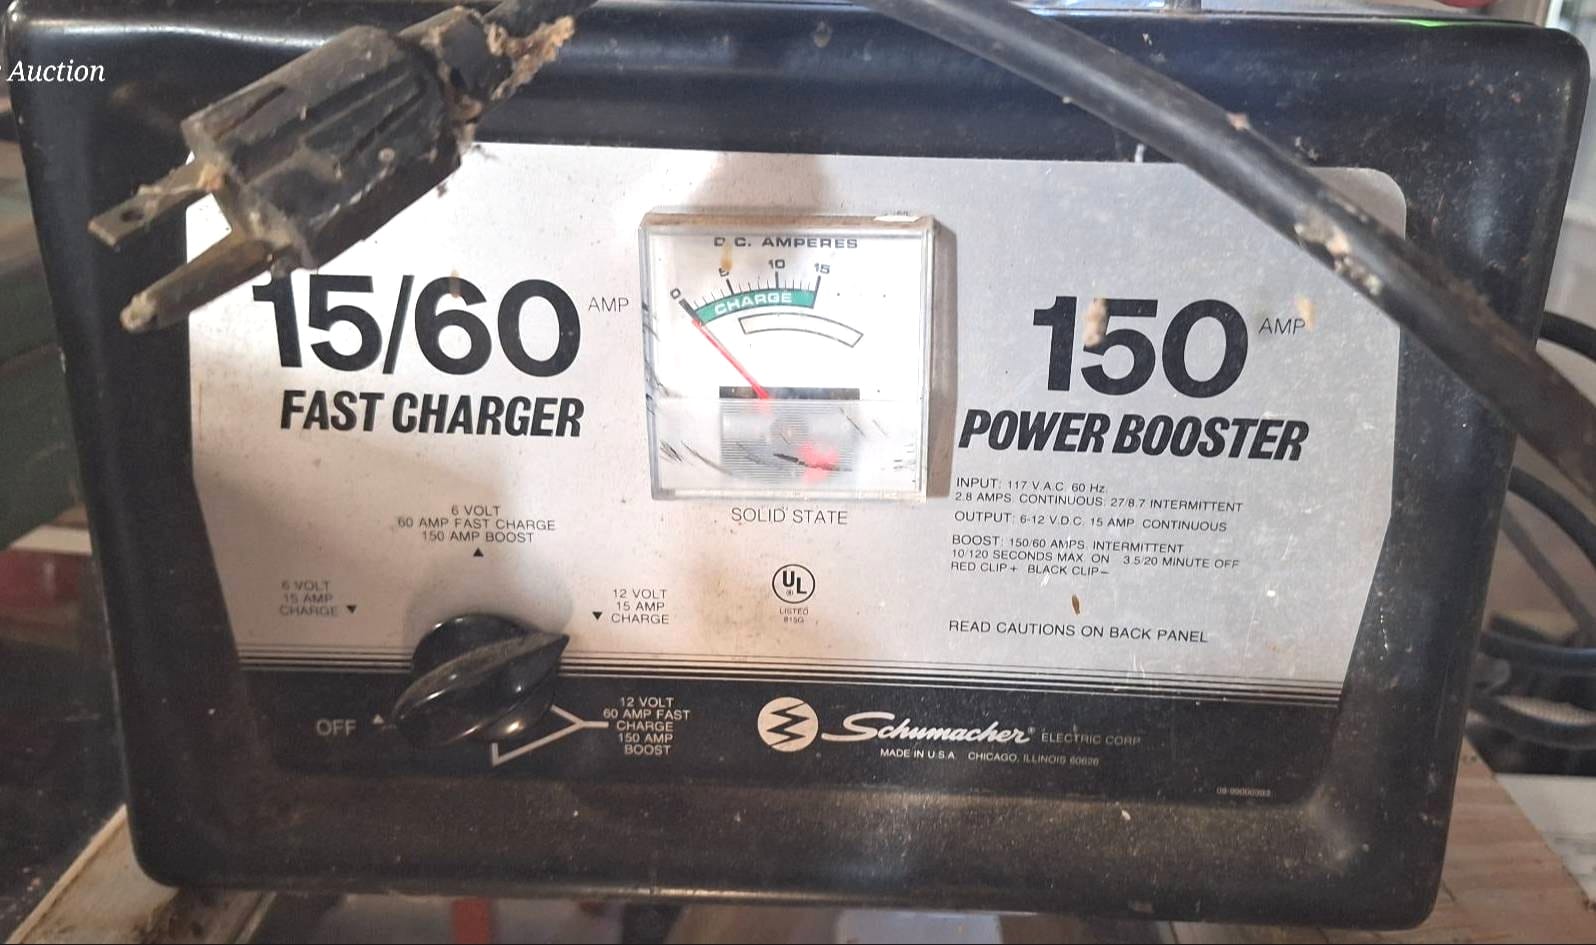 Auction
15/60 AMP
FAST CHARGER
D.C. AMPERES
0 5 10 15
CHARGE
SOLID STATE
150 AMP
POWER BOOSTER
INPUT: 117 V.A.C. 60 Hz.
2.8 AMPS. CONTINUOUS: 27/8.7 INTERMITTENT
OUTPUT: 6-12 V.D.C. 15 AMP CONTINUOUS
BOOST: 150/60 AMPS. INTERMITTENT
10/120 SECONDS MAX. ON 3.5/20 MINUTE OFF
RED CLIP+ BLACK CLIP-
READ CAUTIONS ON BACK PANEL
6 VOLT
60 AMP FAST CHARGE
150 AMP BOOST
6 VOLT
15 AMP
CHARGE
12 VOLT
15 AMP
CHARGE
UL
®
LISTED
OFF
12 VOLT
60 AMP FAST
CHARGE
150 AMP
BOOST
Schumacher® ELECTRIC CORP
MADE IN U.S.A CHICAGO, ILLINOIS